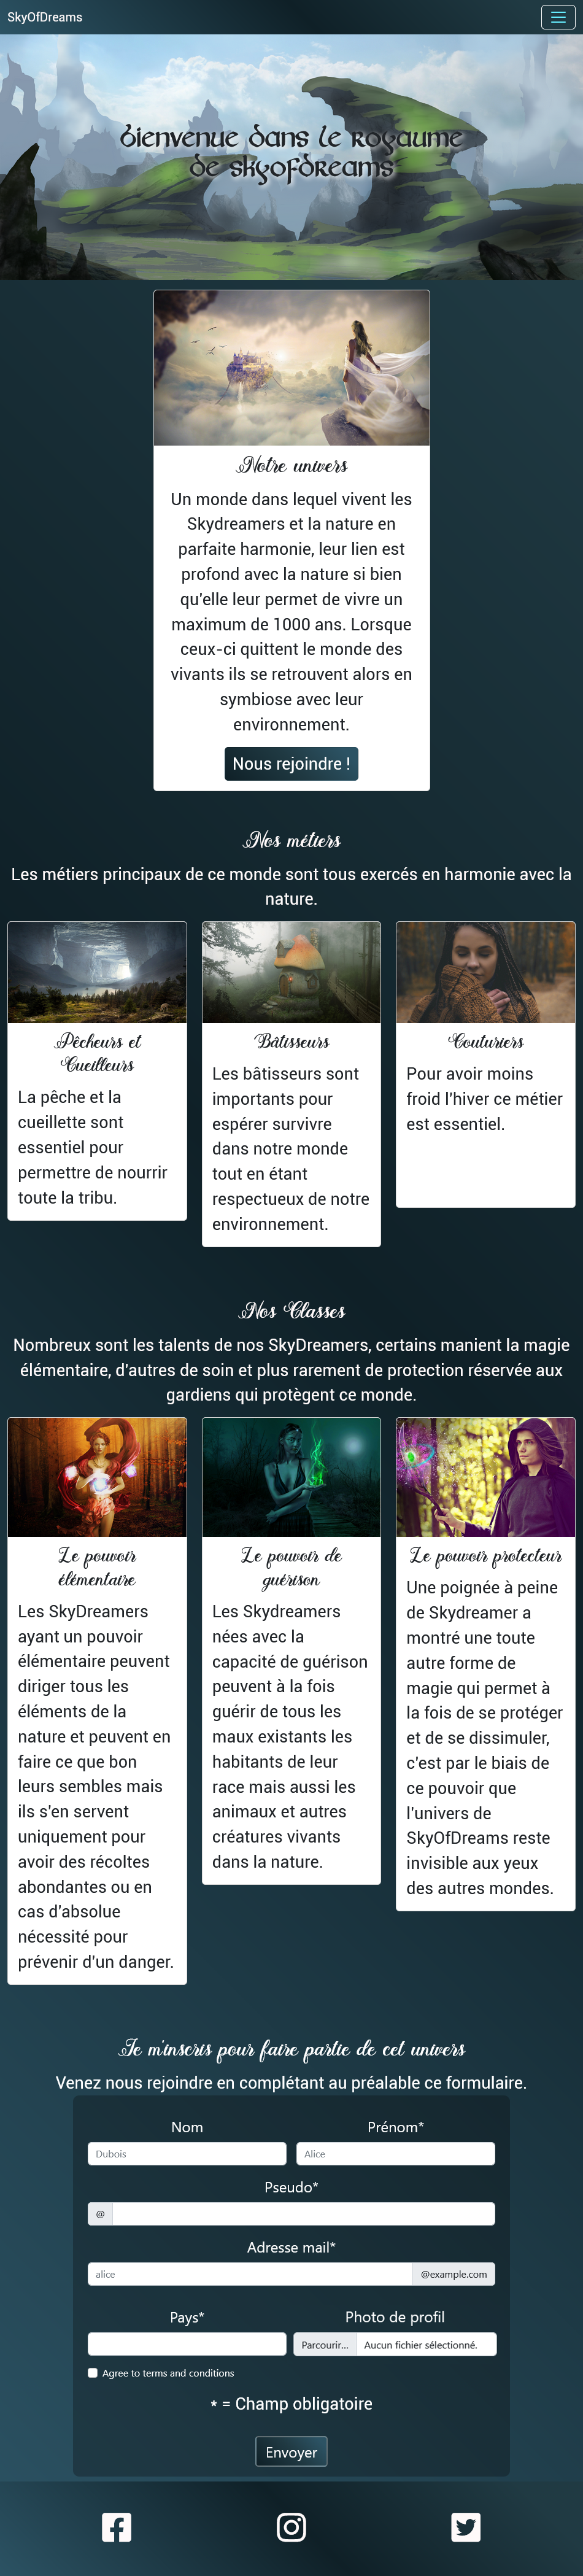 SkyOfDreams
bienvenue dans le royaume
de skyofdreams
Notre univers
Un monde dans lequel vivent les
Skydreamers et la nature en
parfaite harmonie, leur lien est
profond avec la nature si bien
qu'elle leur permet de vivre un
maximum de 1000 ans. Lorsque
ceux-ci quittent le monde des
vivants ils se retrouvent alors en
symbiose avec leur
environnement.
Nous rejoindre !
Nos métiers
Les métiers principaux de ce monde sont tous exercés en harmonie avec la
nature.
Pêcheurs et
Cueilleurs
La pêche et la
cueillette sont
essentiel pour
permettre de nourrir
toute la tribu.
Bâtisseurs
Les bâtisseurs sont
importants pour
espérer survivre
dans notre monde
tout en étant
respectueux de notre
environnement.
Couturiers
Pour avoir moins
froid l'hiver ce métier
est essentiel.
Nos Classes
Nombreux sont les talents de nos SkyDreamers, certains manient la magie
élémentaire, d'autres de soin et plus rarement de protection réservée aux
gardiens qui protègent ce monde.
Le pouvoir
élémentaire
Les SkyDreamers
ayant un pouvoir
élémentaire peuvent
diriger tous les
éléments de la
nature et peuvent en
faire ce que bon
leurs sembles mais
ils s'en servent
uniquement pour
avoir des récoltes
abondantes ou en
cas d'absolue
nécessité pour
prévenir d'un danger.
Le pouvoir de
guérison
Les Skydreamers
nées avec la
capacité de guérison
peuvent à la fois
guérir de tous les
maux existants les
habitants de leur
race mais aussi les
animaux et autres
créatures vivants
dans la nature.
Le pouvoir protecteur
Une poignée à peine
de Skydreamer a
montré une toute
autre forme de
magie qui permet à
la fois de se protéger
et de se dissimuler,
c'est par le biais de
ce pouvoir que
l'univers de
SkyOfDreams reste
invisible aux yeux
des autres mondes.
Je m'inscris pour faire partie de cet univers
Venez nous rejoindre en complétant au préalable ce formulaire.
Nom
Prénom*
Dubois
Alice
Pseudo*
@
Adresse mail*
alice
@example.com
Pays*
Photo de profil
Parcourir... Aucun fichier sélectionné.
Agree to terms and conditions
* = Champ obligatoire
Envoyer